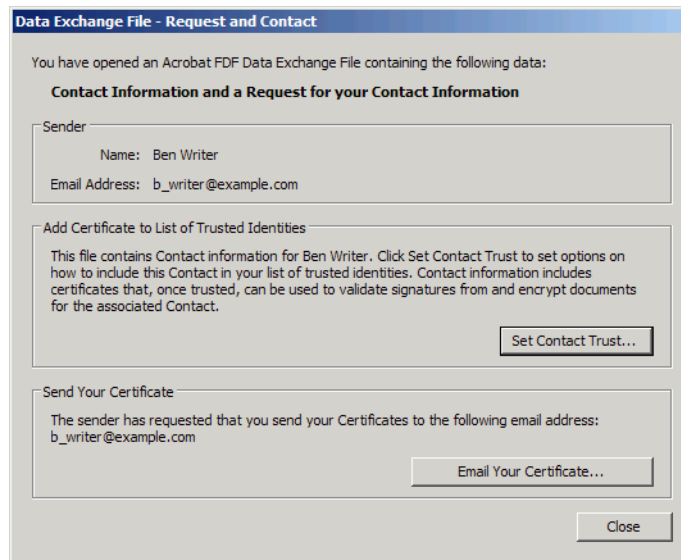 Data Exchange File - Request and Contact
You have opened an Acrobat FDF Data Exchange File containing the following data:
Contact Information and a Request for your Contact Information
Sender
Name: Ben Writer
Email Address: b_writer@example.com
Add Certificate to List of Trusted Identities
This file contains Contact information for Ben Writer. Click Set Contact Trust to set options on
how to include this Contact in your list of trusted identities. Contact information includes
certificates that, once trusted, can be used to validate signatures from and encrypt documents
for the associated Contact.
Set Contact Trust...
Send Your Certificate
The sender has requested that you send your Certificates to the following email address:
b_writer@example.com
Email Your Certificate...
Close